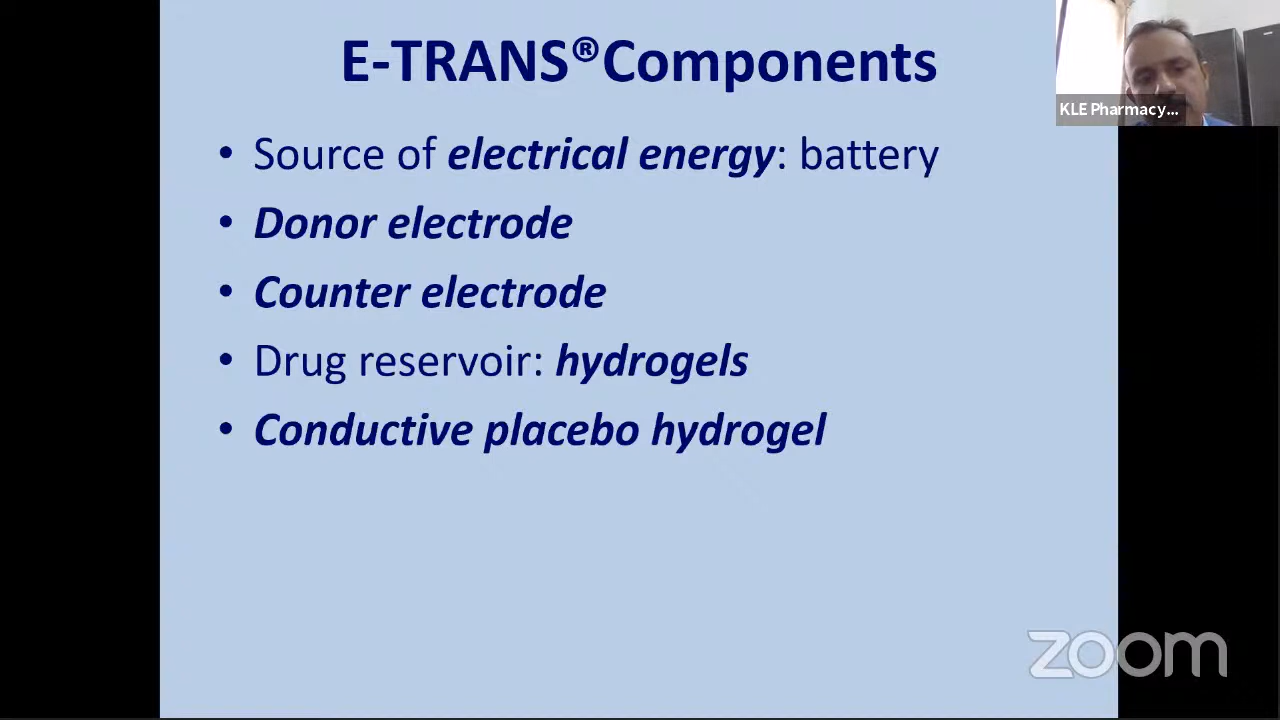 E-TRANS®Components
• Source of electrical energy: battery
• Donor electrode
• Counter electrode
• Drug reservoir: hydrogels
• Conductive placebo hydrogel
KLE Pharmacy...
zoom